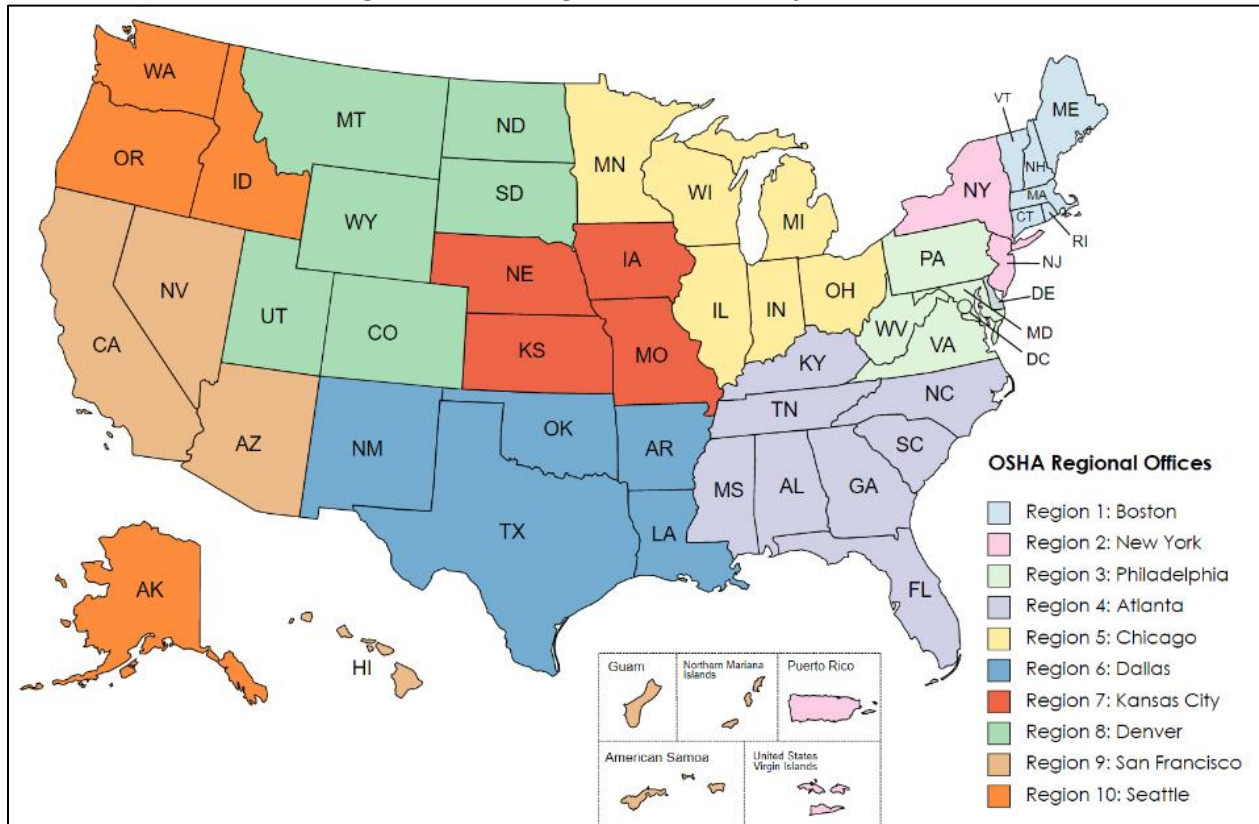 WA
MT
ND
MN
VT
ME
OR
ID
SD
WI
NH
NY
WY
MI
MA
CT
RI
NE
IA
PA
NJ
NV
OH
UT
IL
IN
DE
CA
CO
WV
MD
KS
MO
VA
DC
KY
NC
TN
OK
AZ
NM
AR
SC
MS
AL
GA
TX
LA
FL
AK
HI
OSHA Regional Offices
Region 1: Boston
Region 2: New York
Region 3: Philadelphia
Region 4: Atlanta
Region 5: Chicago
Region 6: Dallas
Region 7: Kansas City
Region 8: Denver
Region 9: San Francisco
Region 10: Seattle
Guam
Northern Mariana
Islands
Puerto Rico
American Samoa
United States
Virgin Islands